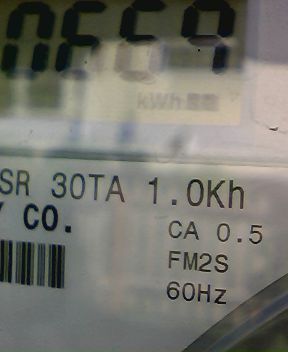 kWh
SR 30TA 1.0Kh
Y CO.
CA 0.5
FM2S
60Hz